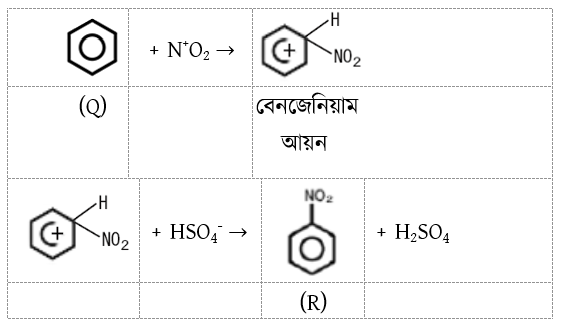 + N⁺O₂ → H NO₂
(Q) বেনজেনিয়াম
আয়ন
H NO₂ + HSO₄⁻ → NO₂ + H₂SO₄
(R)